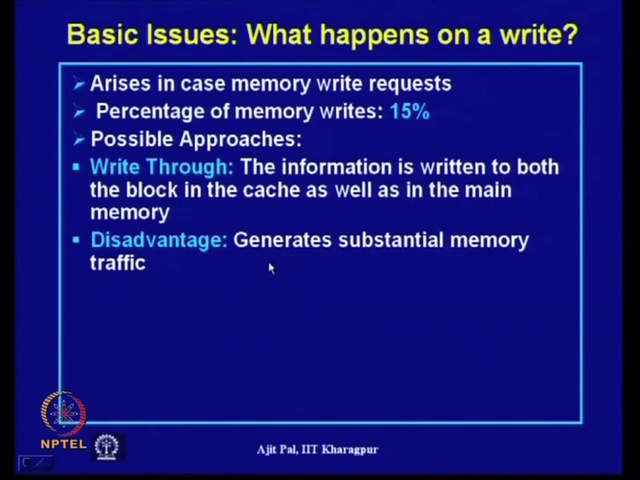 Basic Issues: What happens on a write?
Arises in case memory write requests
Percentage of memory writes: 15%
Possible Approaches:
Write Through: The information is written to both
the block in the cache as well as in the main
memory
Disadvantage: Generates substantial memory
traffic
NPTEL
Ajit Pal, IIT Kharagpur